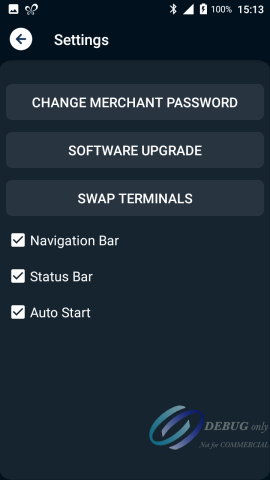 100% 15:13
Settings
CHANGE MERCHANT PASSWORD
SOFTWARE UPGRADE
SWAP TERMINALS
Navigation Bar
Status Bar
Auto Start
DEBUG only
Not for COMMERCIAL